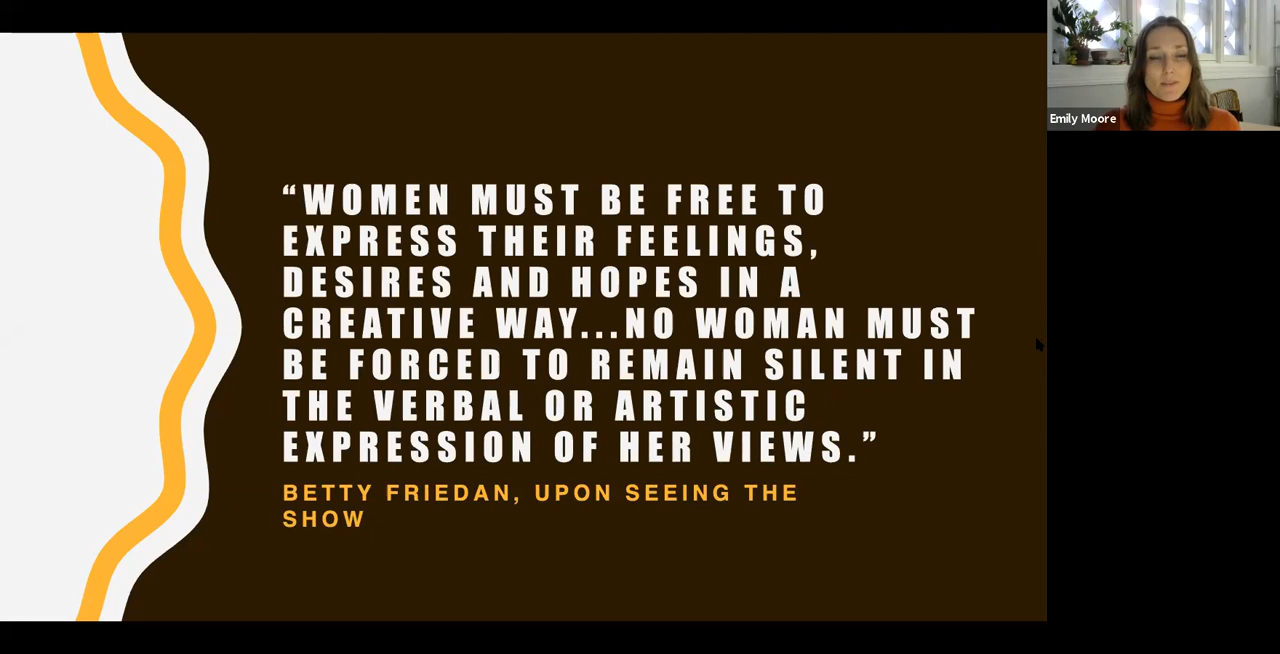 “WOMEN MUST BE FREE TO
EXPRESS THEIR FEELINGS,
DESIRES AND HOPES IN A
CREATIVE WAY...NO WOMAN MUST
BE FORCED TO REMAIN SILENT IN
THE VERBAL OR ARTISTIC
EXPRESSION OF HER VIEWS.”
BETTY FRIEDAN, UPON SEEING THE
SHOW
Emily Moore